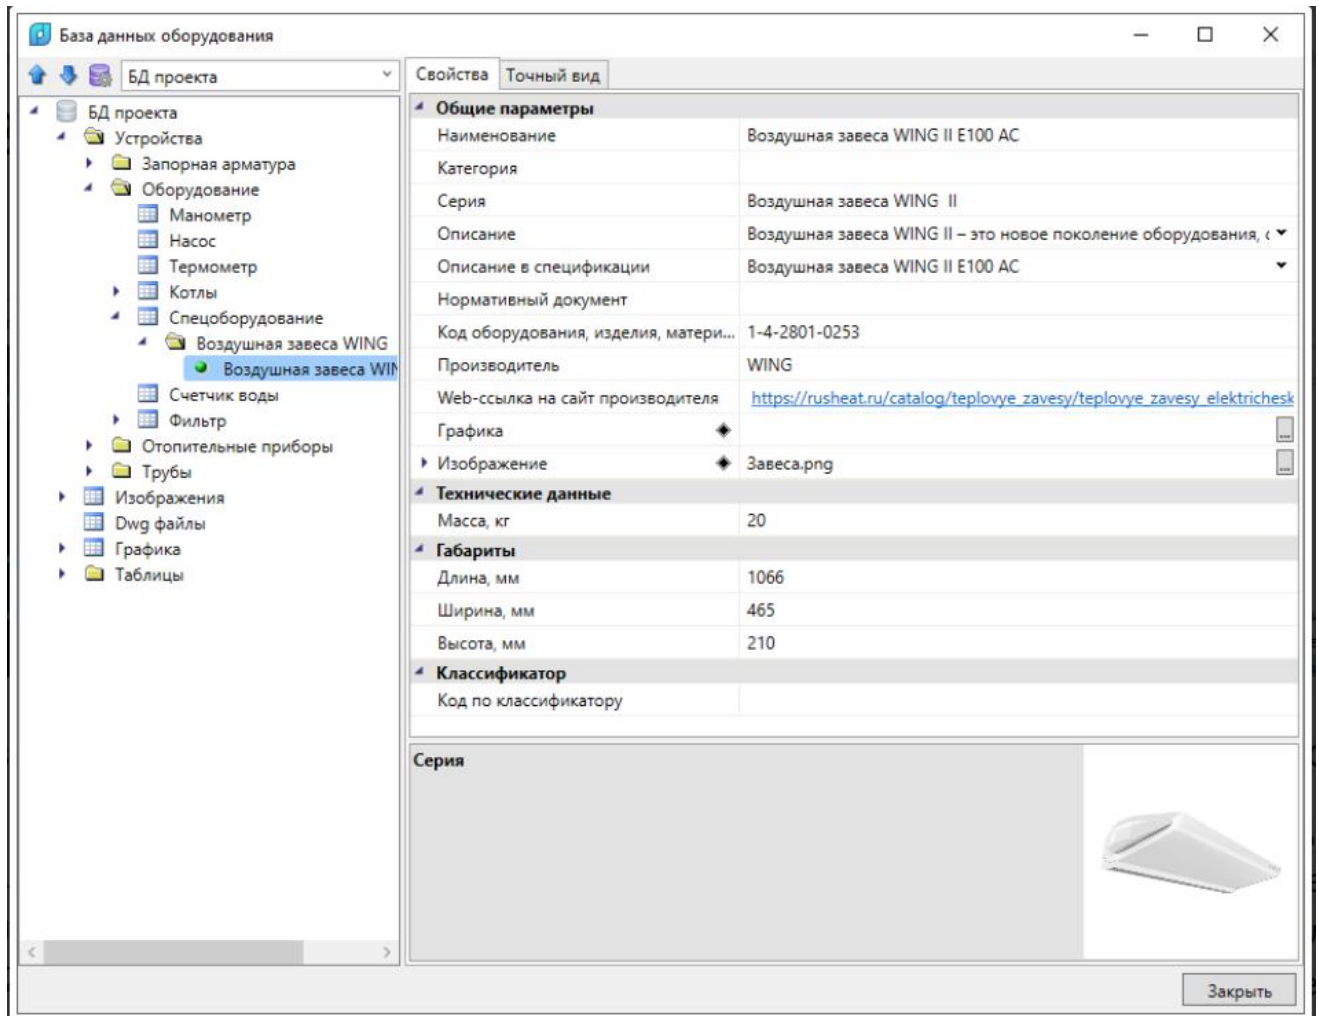 База данных оборудования
БД проекта
БД проекта
Устройства
Запорная арматура
Оборудование
Манометр
Насос
Термометр
Котлы
Спецоборудование
Воздушная завеса WING
Воздушная завеса WIN
Счетчик воды
Фильтр
Отопительные приборы
Трубы
Изображения
Dwg файлы
Графика
Таблицы
Свойства Точный вид
Общие параметры
Наименование Воздушная завеса WING II E100 AC
Категория
Серия Воздушная завеса WING II
Описание Воздушная завеса WING II – это новое поколение оборудования,
Описание в спецификации Воздушная завеса WING II E100 AC
Нормативный документ
Код оборудования, изделия, матери... 1-4-2801-0253
Производитель WING
Web-ссылка на сайт производителя https://rusheat.ru/catalog/teplovye_zavesy/teplovye_zavesy_elektrichesk
Графика ...
Изображение Завеса.png ...
Технические данные
Масса, кг 20
Габариты
Длина, мм 1066
Ширина, мм 465
Высота, мм 210
Классификатор
Код по классификатору
Серия
Закрыть